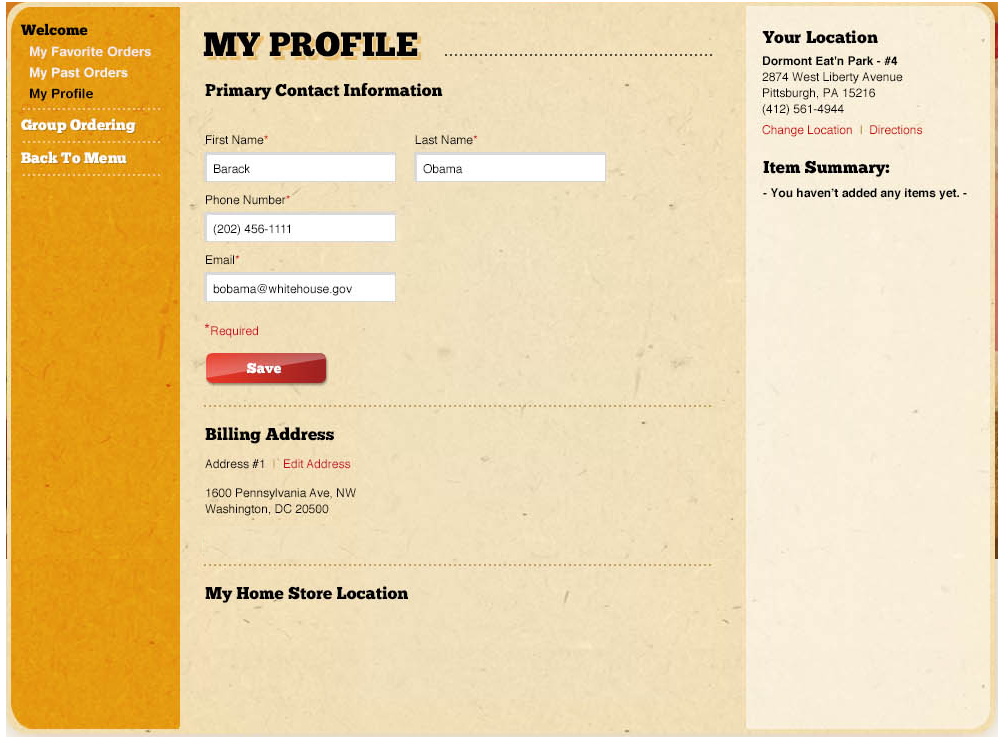 Welcome
My Favorite Orders
My Past Orders
My Profile
Group Ordering
Back To Menu
MY PROFILE
Primary Contact Information
First Name* Last Name*
Barack Obama
Phone Number*
(202) 456-1111
Email*
bobama@whitehouse.gov
*Required
Save
Billing Address
Address #1 | Edit Address
1600 Pennsylvania Ave, NW
Washington, DC 20500
My Home Store Location
Your Location
Dormont Eat'n Park - #4
2874 West Liberty Avenue
Pittsburgh, PA 15216
(412) 561-4944
Change Location | Directions
Item Summary:
- You haven't added any items yet. -